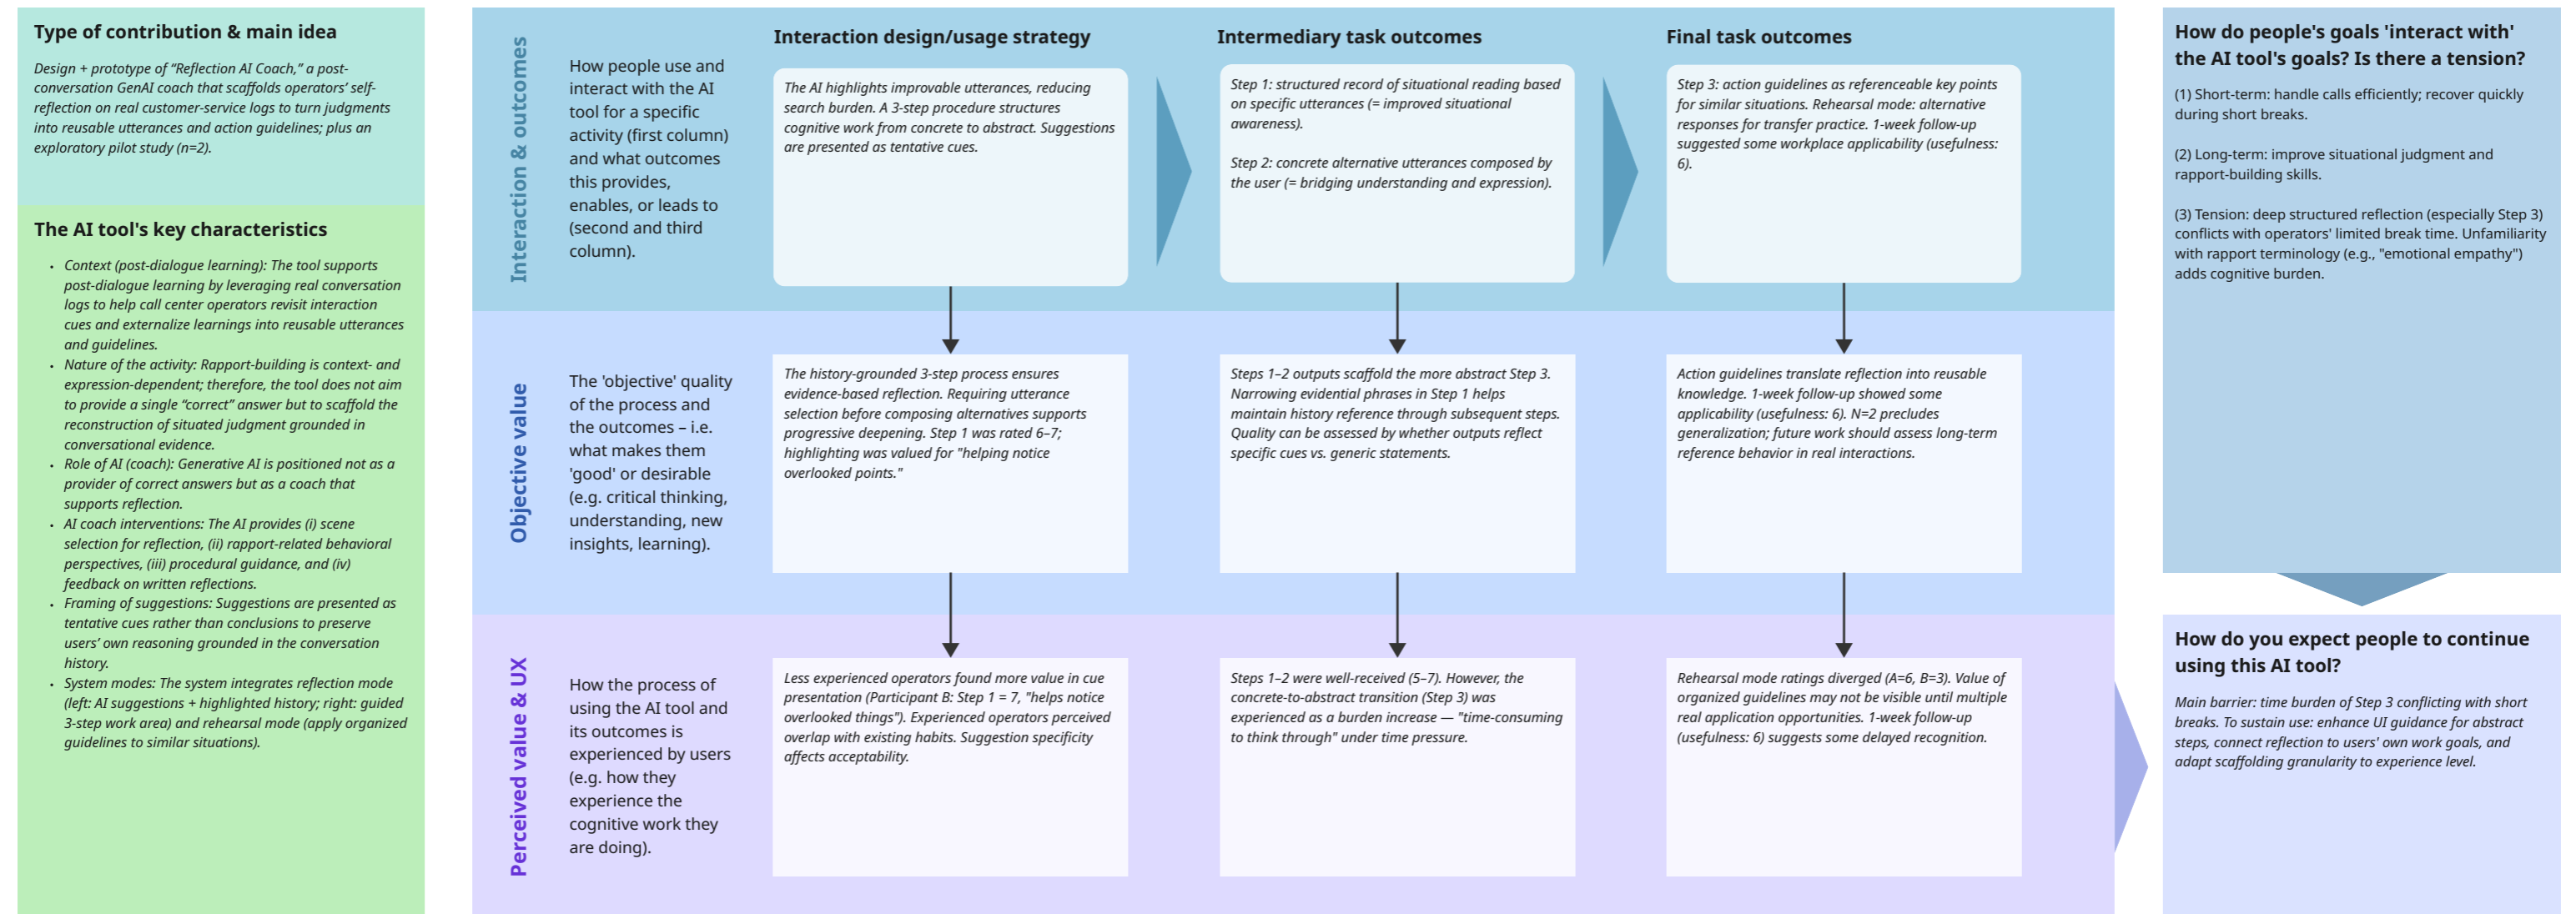 Type of contribution & main idea
Design + prototype of “Reflection AI Coach,” a post-
conversation GenAI coach that scaffolds operators’ self-
reflection on real customer-service logs to turn judgments
into reusable utterances and action guidelines; plus an
exploratory pilot study (n=2).
The AI tool's key characteristics
• Context (post-dialogue learning): The tool supports
post-dialogue learning by leveraging real conversation
logs to help call center operators revisit interaction
cues and externalize learnings into reusable utterances
and guidelines.
• Nature of the activity: Rapport-building is context- and
expression-dependent; therefore, the tool does not aim
to provide a single “correct” answer but to scaffold the
reconstruction of situated judgment grounded in
conversational evidence.
• Role of AI (coach): Generative AI is positioned not as a
provider of correct answers but as a coach that
supports reflection.
• AI coach interventions: The AI provides (i) scene
selection for reflection, (ii) rapport-related behavioral
perspectives, (iii) procedural guidance, and (iv)
feedback on written reflections.
• Framing of suggestions: Suggestions are presented as
tentative cues rather than conclusions to preserve
users’ own reasoning grounded in the conversation
history.
• System modes: The system integrates reflection mode
(left: AI suggestions + highlighted history; right: guided
3-step work area) and rehearsal mode (apply organized
guidelines to similar situations).
Interaction & outcomes
How people use and
interact with the AI
tool for a specific
activity (first column)
and what outcomes
this provides,
enables, or leads to
(second and third
column).
Interaction design/usage strategy
The AI highlights improvable utterances, reducing
search burden. A 3-step procedure structures
cognitive work from concrete to abstract. Suggestions
are presented as tentative cues.
Intermediary task outcomes
Step 1: structured record of situational reading based
on specific utterances (= improved situational
awareness).
Step 2: concrete alternative utterances composed by
the user (= bridging understanding and expression).
Final task outcomes
Step 3: action guidelines as referenceable key points
for similar situations. Rehearsal mode: alternative
responses for transfer practice. 1-week follow-up
suggested some workplace applicability (usefulness:
6).
Objective value
The 'objective' quality
of the process and
the outcomes – i.e.
what makes them
'good' or desirable
(e.g. critical thinking,
understanding, new
insights, learning).
The history-grounded 3-step process ensures
evidence-based reflection. Requiring utterance
selection before composing alternatives supports
progressive deepening. Step 1 was rated 6–7;
highlighting was valued for "helping notice
overlooked points."
Steps 1–2 outputs scaffold the more abstract Step 3.
Narrowing evidential phrases in Step 1 helps
maintain history reference through subsequent steps.
Quality can be assessed by whether outputs reflect
specific cues vs. generic statements.
Action guidelines translate reflection into reusable
knowledge. 1-week follow-up showed some
applicability (usefulness: 6). N=2 precludes
generalization; future work should assess long-term
reference behavior in real interactions.
Perceived value & UX
How the process of
using the AI tool and
its outcomes is
experienced by users
(e.g. how they
experience the
cognitive work they
are doing).
Less experienced operators found more value in cue
presentation (Participant B: Step 1 = 7, "helps notice
overlooked things"). Experienced operators perceived
overlap with existing habits. Suggestion specificity
affects acceptability.
Steps 1–2 were well-received (5–7). However, the
concrete-to-abstract transition (Step 3) was
experienced as a burden increase — "time-consuming
to think through" under time pressure.
Rehearsal mode ratings diverged (A=6, B=3). Value of
organized guidelines may not be visible until multiple
real application opportunities. 1-week follow-up
(usefulness: 6) suggests some delayed recognition.
How do people's goals 'interact with'
the AI tool's goals? Is there a tension?
(1) Short-term: handle calls efficiently; recover quickly
during short breaks.
(2) Long-term: improve situational judgment and
rapport-building skills.
(3) Tension: deep structured reflection (especially Step 3)
conflicts with operators' limited break time. Unfamiliarity
with rapport terminology (e.g., "emotional empathy")
adds cognitive burden.
How do you expect people to continue
using this AI tool?
Main barrier: time burden of Step 3 conflicting with short
breaks. To sustain use: enhance UI guidance for abstract
steps, connect reflection to users' own work goals, and
adapt scaffolding granularity to experience level.